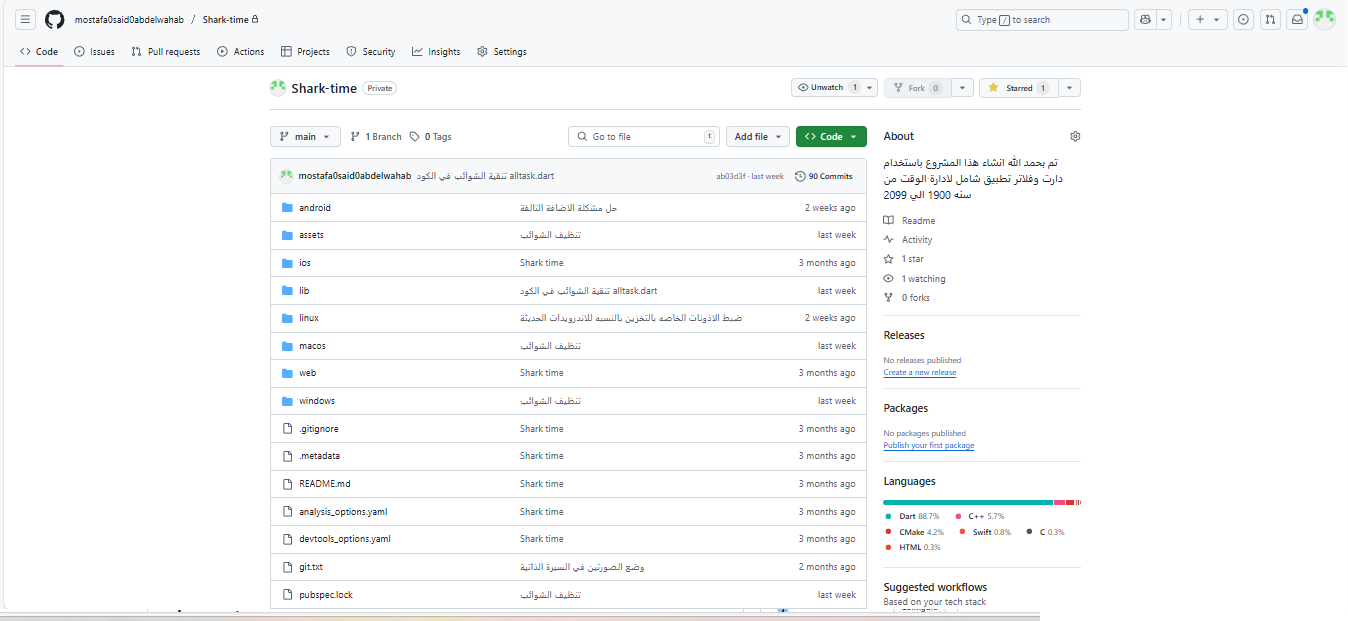 mostafa0said0abdelwahab / Shark-time
Type / to search
Code Issues Pull requests Actions Projects Security Insights Settings
Shark-time Private
Unwatch 1 Fork 0 Starred 1
main 1 Branch 0 Tags
Go to file t Add file Code
mostafa0said0abdelwahab تنقية الشوائب في الكود alltask.dart ab03d3f · last week 90 Commits
android حل مشكلة الاضافة التالفة 2 weeks ago
assets تنظيف الشوائب last week
ios Shark time 3 months ago
lib تنقية الشوائب في الكود alltask.dart last week
linux ضبط الاذونات الخاصه بالتخزين بالنسبه للاندرويدات الحديثة 2 weeks ago
macos تنظيف الشوائب last week
web Shark time 3 months ago
windows تنظيف الشوائب last week
.gitignore Shark time 3 months ago
.metadata Shark time 3 months ago
README.md Shark time 3 months ago
analysis_options.yaml Shark time 3 months ago
devtools_options.yaml Shark time 3 months ago
git.txt وضع الصورتين في السيرة الذاتية 2 months ago
pubspec.lock تنظيف الشوائب last week
About
تم بحمد الله انشاء هذا المشروع باستخدام
دارت وفلاتر تطبيق شامل لادارة الوقت من
سنه 1900 الي 2099
Readme
Activity
1 star
1 watching
0 forks
Releases
No releases published
Create a new release
Packages
No packages published
Publish your first package
Languages
Dart 88.7% C++ 5.7%
CMake 4.2% Swift 0.8% C 0.3%
HTML 0.3%
Suggested workflows
Based on your tech stack